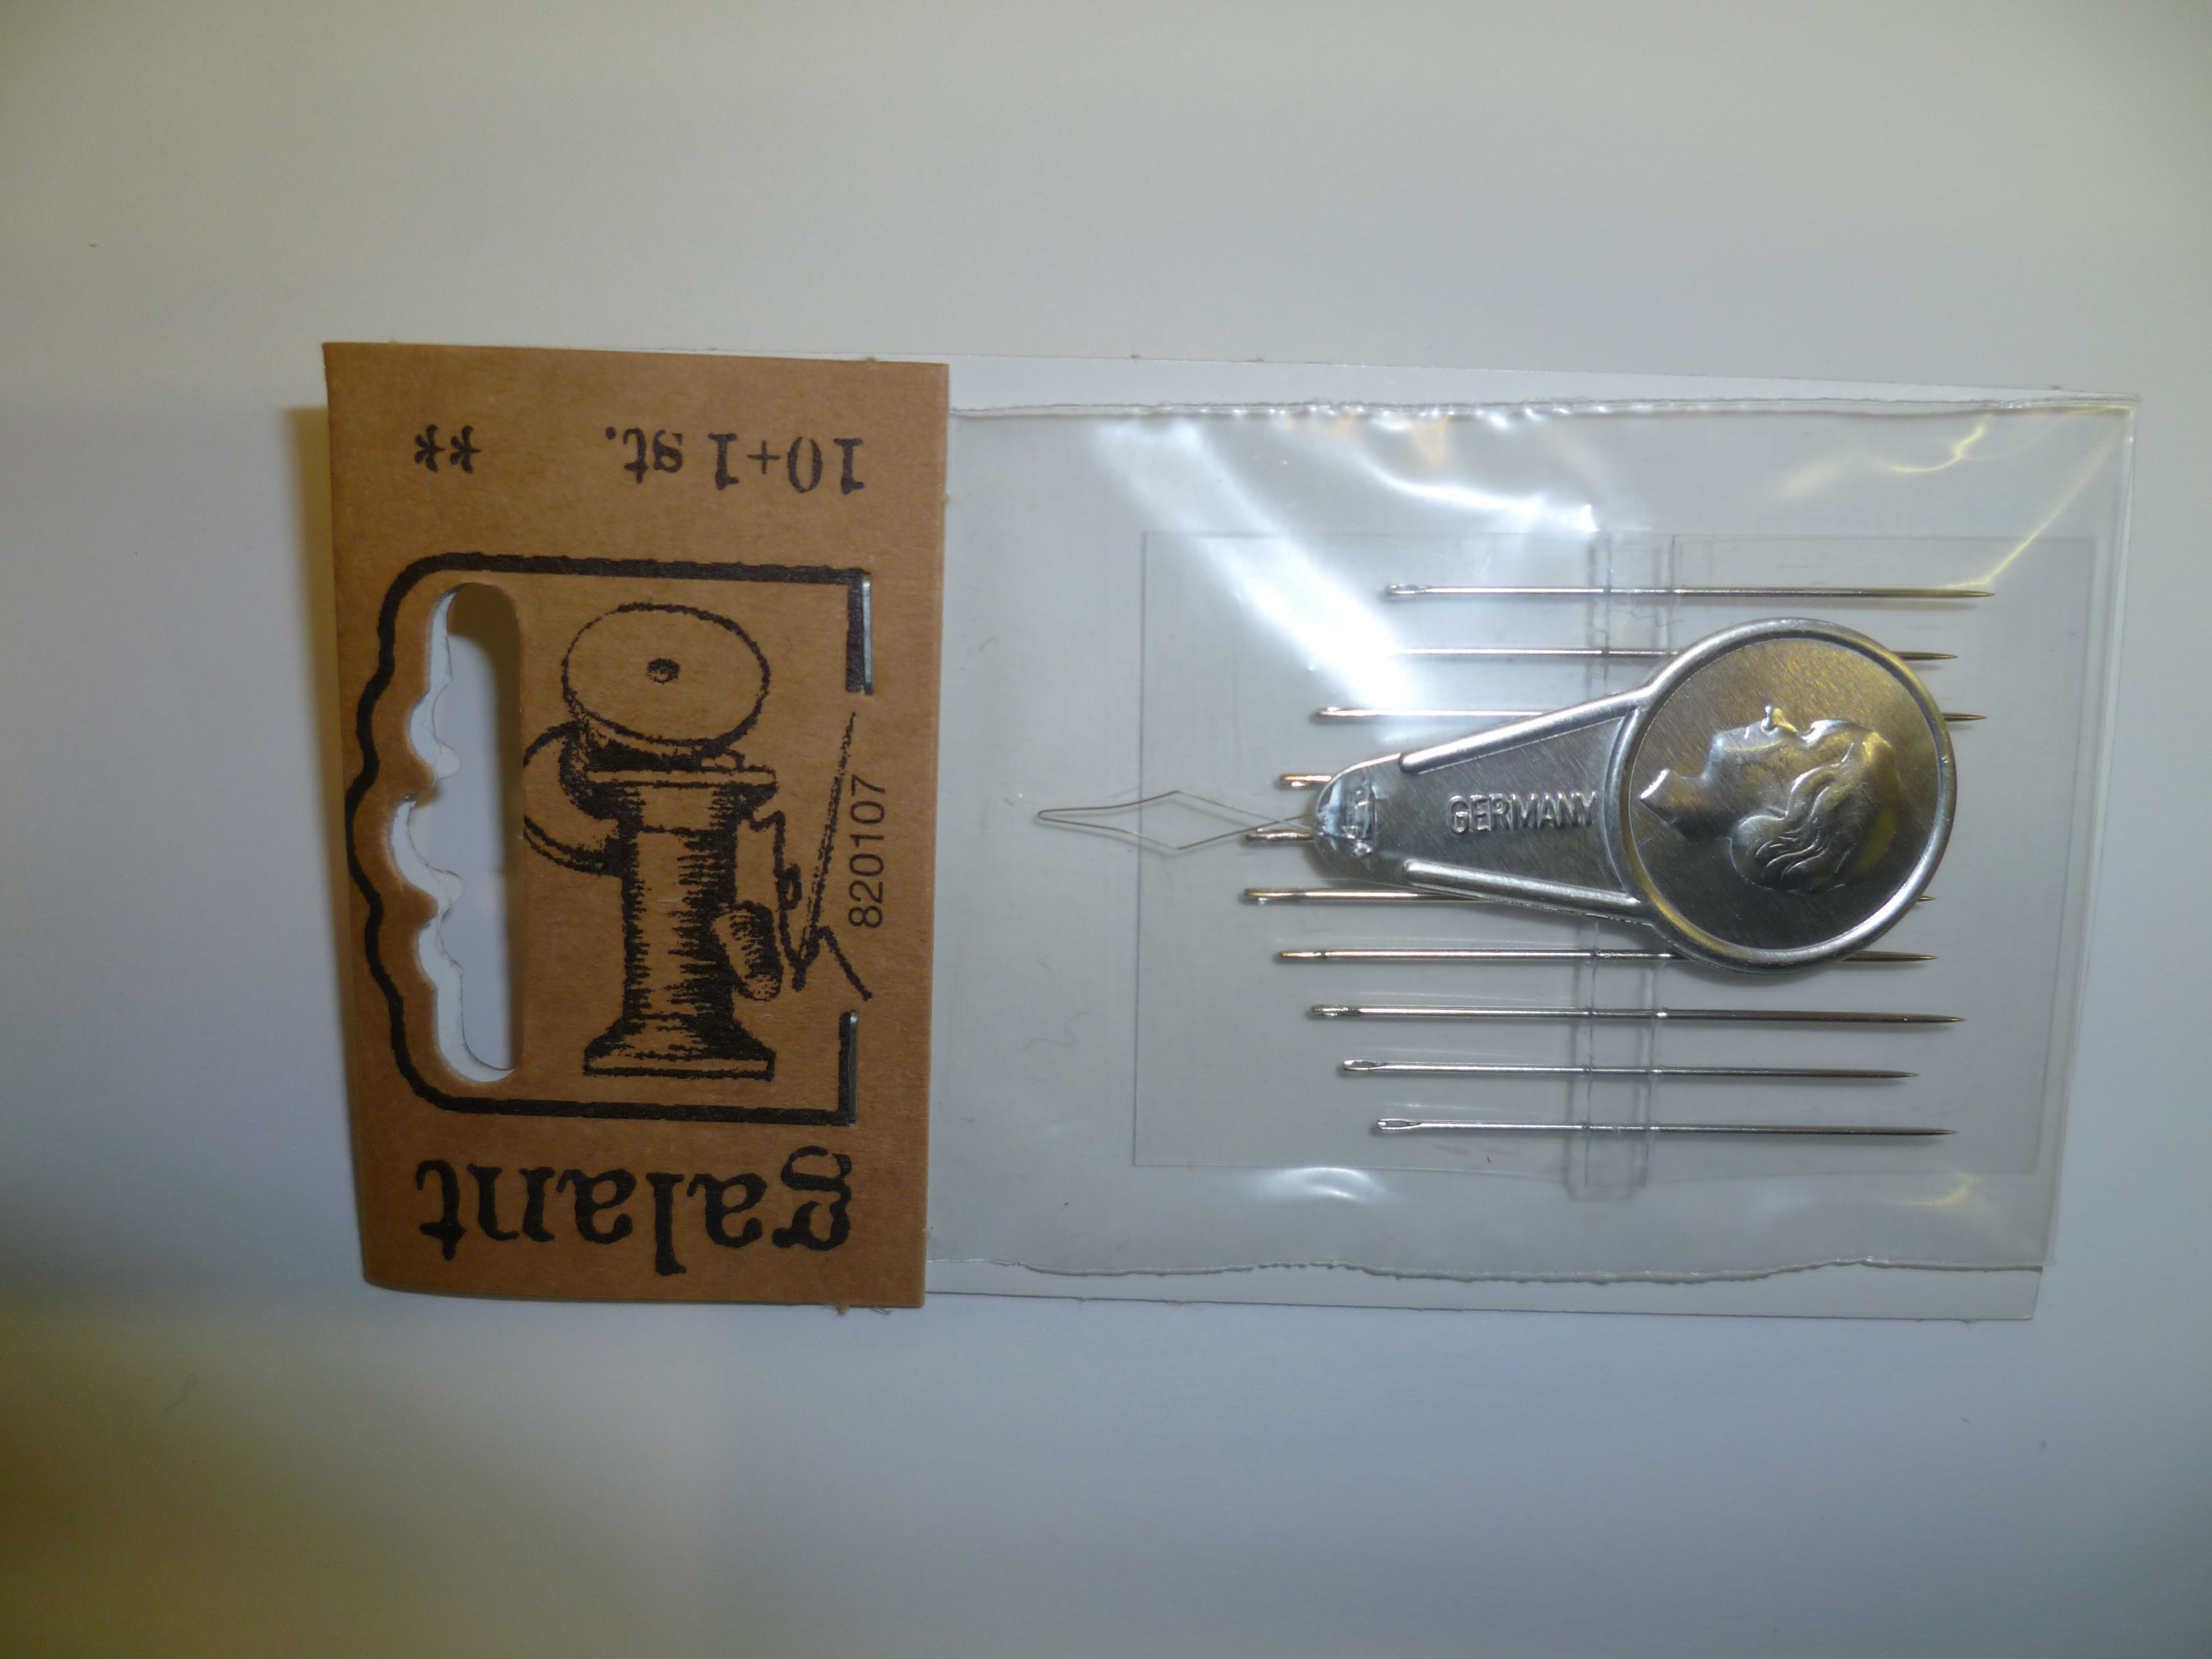 galant
10+1 st.
**
820107
GERMANY